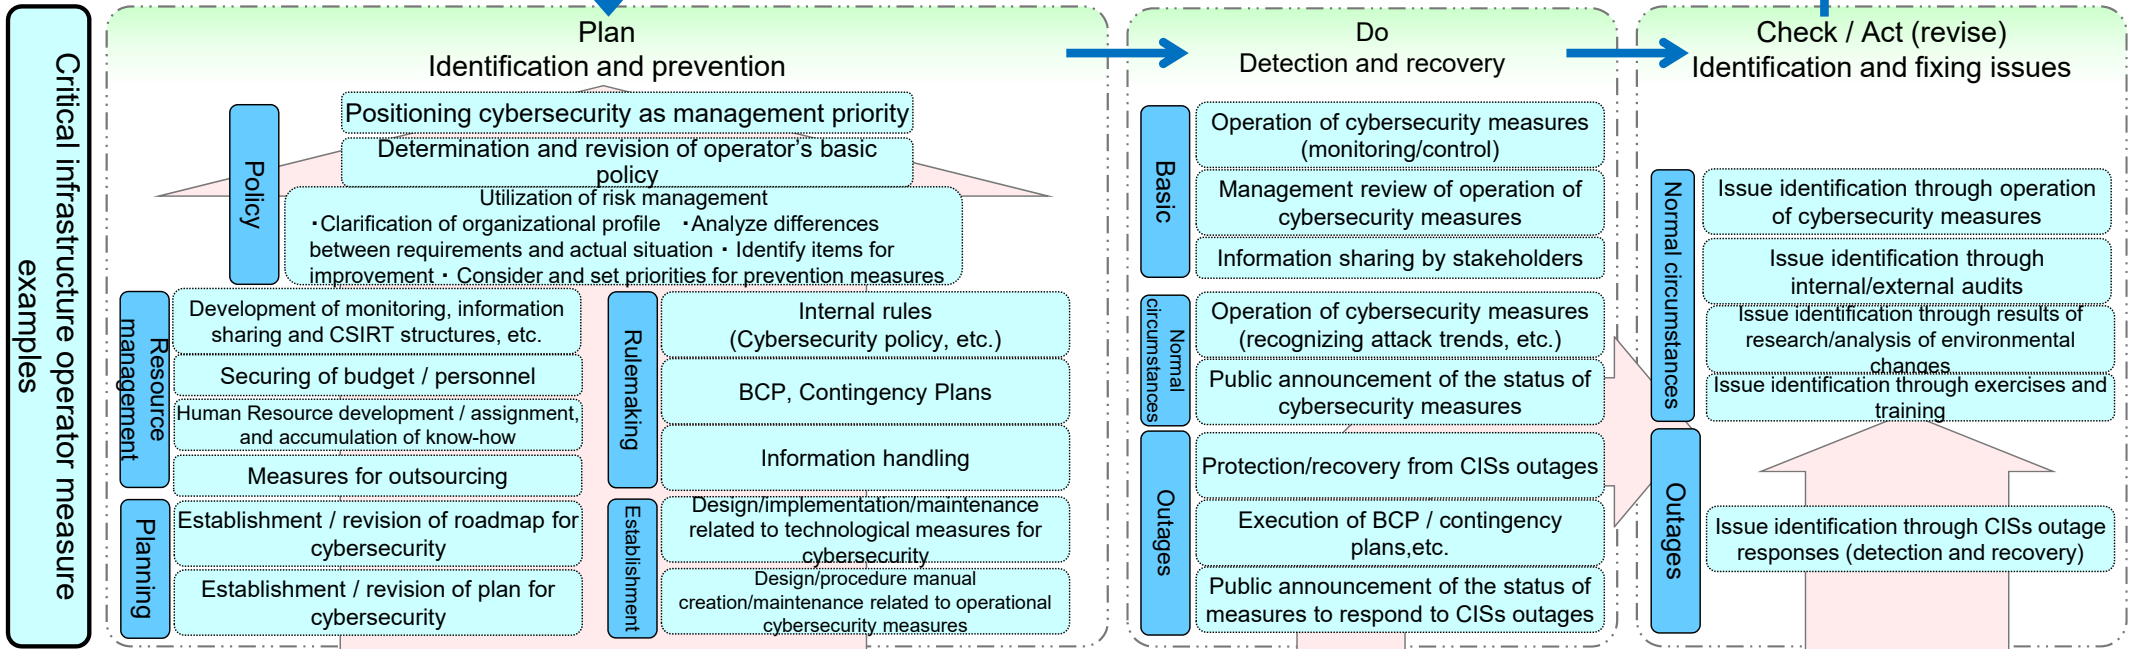 Critical infrastructure operator measure
examples
Plan
Identification and prevention
Policy
Positioning cybersecurity as management priority
Determination and revision of operator’s basic
policy
Utilization of risk management
・Clarification of organizational profile ・Analyze differences
between requirements and actual situation・Identify items for
improvement・Consider and set priorities for prevention measures
Resource
management
Development of monitoring, information
sharing and CSIRT structures, etc.
Securing of budget / personnel
Human Resource development / assignment,
and accumulation of know-how
Measures for outsourcing
Planning
Establishment / revision of roadmap for
cybersecurity
Establishment / revision of plan for
cybersecurity
Rulemaking
Internal rules
(Cybersecurity policy, etc.)
BCP, Contingency Plans
Information handling
Establishment
Design/implementation/maintenance
related to technological measures for
cybersecurity
Design/procedure manual
creation/maintenance related to operational
cybersecurity measures
Do
Detection and recovery
Basic
Operation of cybersecurity measures
(monitoring/control)
Management review of operation of
cybersecurity measures
Information sharing by stakeholders
Normal
circumstances
Operation of cybersecurity measures
(recognizing attack trends, etc.)
Public announcement of the status of
cybersecurity measures
Outages
Protection/recovery from CISs outages
Execution of BCP / contingency
plans,etc.
Public announcement of the status of
measures to respond to CISs outages
Check / Act (revise)
Identification and fixing issues
Normal circumstances
Issue identification through operation
of cybersecurity measures
Issue identification through
internal/external audits
Issue identification through results of
research/analysis of environmental
changes
Issue identification through exercises and
training
Outages
Issue identification through CISs outage
responses (detection and recovery)